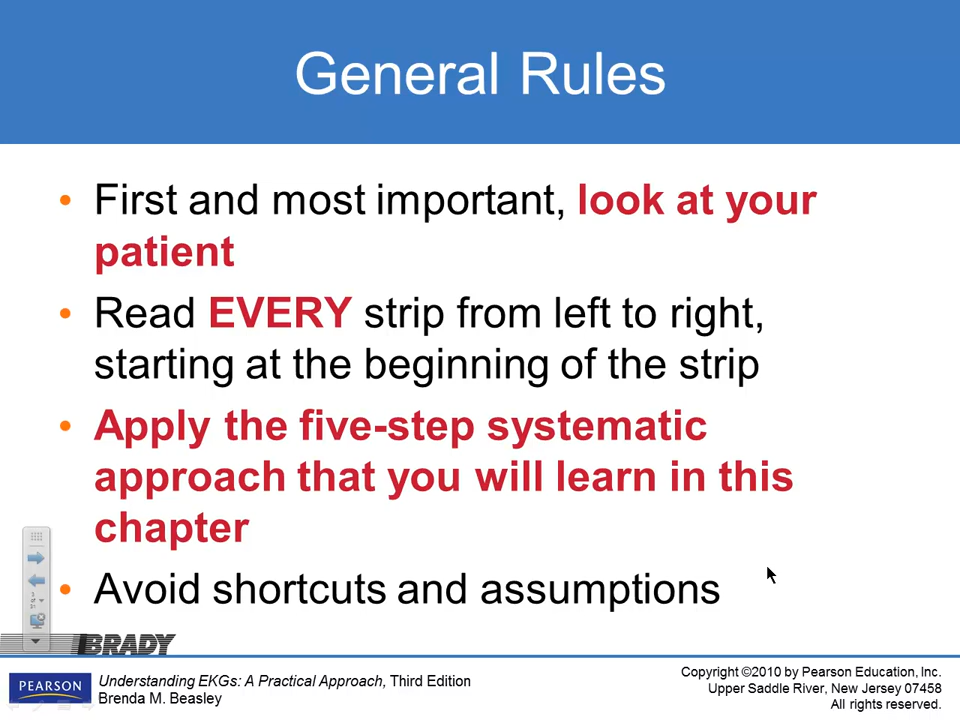 General Rules
• First and most important, look at your
patient
• Read EVERY strip from left to right,
starting at the beginning of the strip
• Apply the five-step systematic
approach that you will learn in this
chapter
• Avoid shortcuts and assumptions
BRADY
PEARSON
Understanding EKGs: A Practical Approach, Third Edition
Brenda M. Beasley
Copyright ©2010 by Pearson Education, Inc.
Upper Saddle River, New Jersey 07458
All rights reserved.